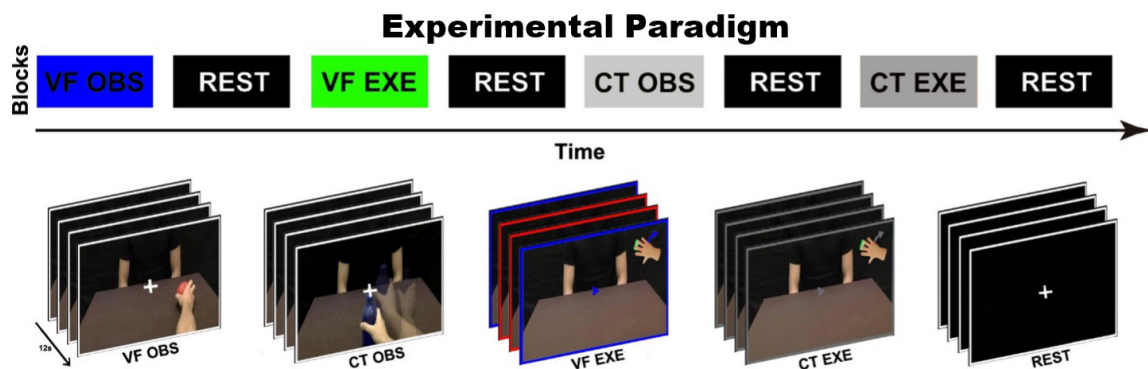 Experimental Paradigm
Blocks
VF OBS REST VF EXE REST CT OBS REST CT EXE REST
Time
12s
VF OBS CT OBS VF EXE CT EXE REST